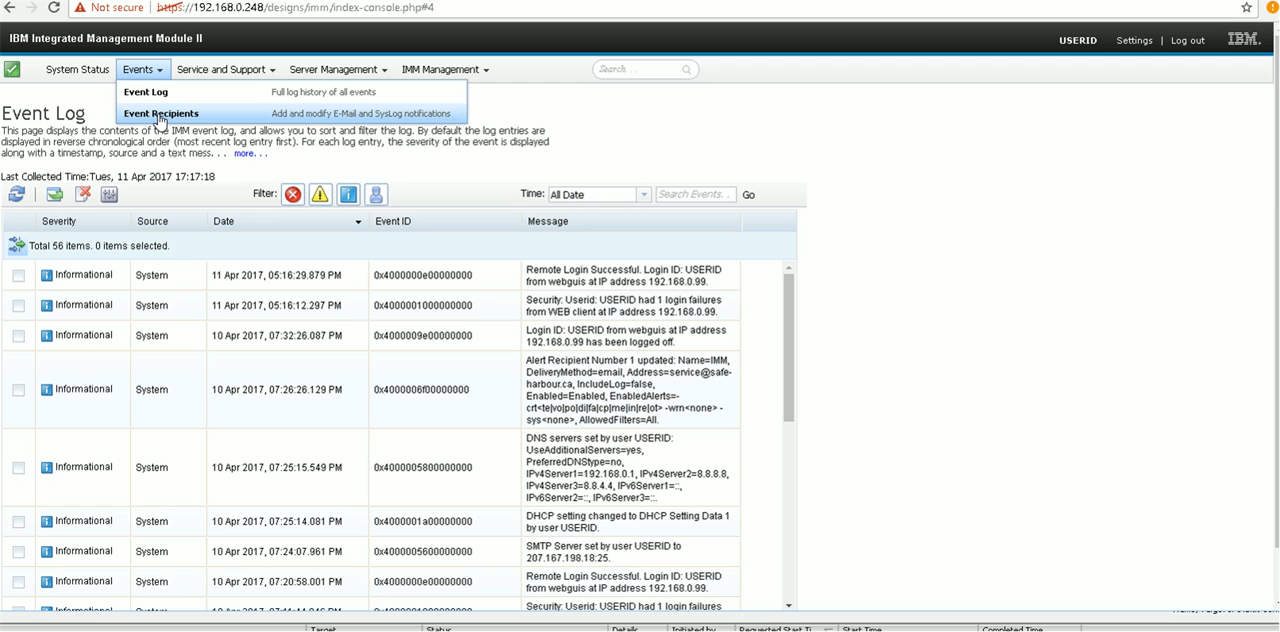 Not secure https://192.168.0.248/designs/imm/index-console.php#4
IBM Integrated Management Module II
USERID Settings | Log out IBM.
System Status Events Service and Support Server Management IMM Management Search...
Event Log Full log history of all events
Event Recipients Add and modify E-Mail and SysLog notifications
Event Log
This page displays the contents of the IMM event log, and allows you to sort and filter the log. By default the log entries are
displayed in reverse chronological order (most recent log entry first). For each log entry, the severity of the event is displayed
along with a timestamp, source and a text mess. . . more. . .
Last Collected Time:Tues, 11 Apr 2017 17:17:18
Filter: Time: All Date Search Events. . Go
Severity Source Date Event ID Message
Total 56 items. 0 items selected.
Informational System 11 Apr 2017, 05:16:29.879 PM 0x4000000e00000000 Remote Login Successful. Login ID: USERID
from webguis at IP address 192.168.0.99.
Informational System 11 Apr 2017, 05:16:12.297 PM 0x4000001000000000 Security: Userid: USERID had 1 login failures
from WEB client at IP address 192.168.0.99.
Informational System 10 Apr 2017, 07:32:26.087 PM 0x4000009e00000000 Login ID: USERID from webguis at IP address
192.168.0.99 has been logged off.
Informational System 10 Apr 2017, 07:26:26.129 PM 0x4000006f00000000 Alert Recipient Number 1 updated: Name=IMM,
DeliveryMethod=email, Address=service@safe-
harbour.ca, IncludeLog=false,
Enabled=Enabled, EnabledAlerts=-
crt<te|vo|po|di|fa|cp|me|in|re|ot> -wrn<none> -
sys<none>, AllowedFilters=All.
Informational System 10 Apr 2017, 07:25:15.549 PM 0x4000005800000000 DNS servers set by user USERID:
UseAdditionalServers=yes,
PreferredDNStype=no,
IPv4Server1=192.168.0.1, IPv4Server2=8.8.8.8,
IPv4Server3=8.8.4.4, IPv6Server1=::,
IPv6Server2=::, IPv6Server3=::.
Informational System 10 Apr 2017, 07:25:14.081 PM 0x4000001a00000000 DHCP setting changed to DHCP Setting Data 1
by user USERID.
Informational System 10 Apr 2017, 07:24:07.961 PM 0x4000005600000000 SMTP Server set by user USERID to
207.167.198.18:25.
Informational System 10 Apr 2017, 07:20:58.001 PM 0x4000000e00000000 Remote Login Successful. Login ID: USERID
from webguis at IP address 192.168.0.99.
Informational Security: Userid: USERID had 1 login failures
Target Status Details Initiated by Requested Start Ti Start Time Completed Time